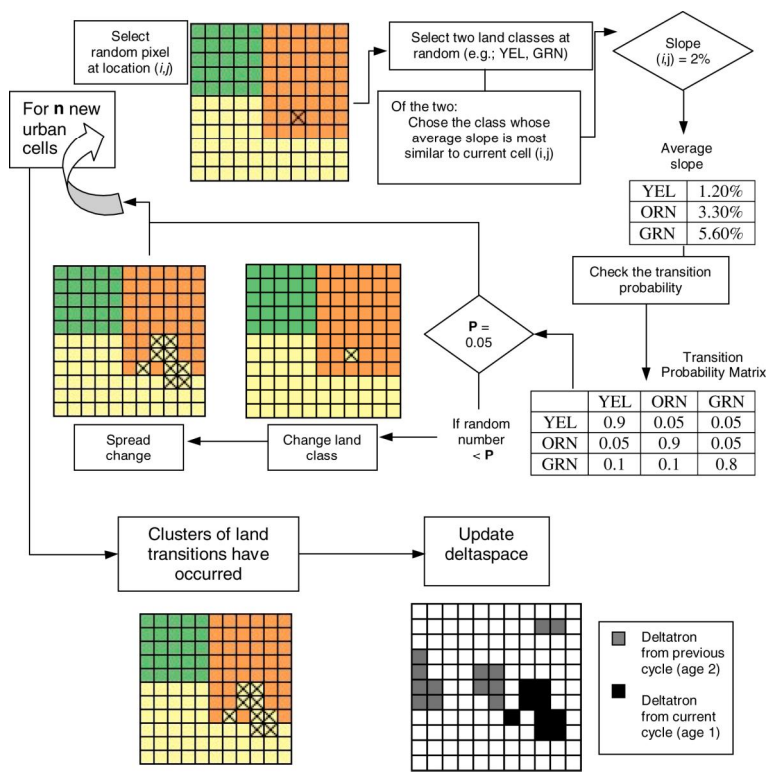 Select
random pixel
at location (i,j)
Select two land classes at
random (e.g.; YEL, GRN)
Of the two:
Chose the class whose
average slope is most
similar to current cell (i,j)
Slope
(i,j) = 2%
For n new
urban
cells
Average
slope
YEL 1.20%
ORN 3.30%
GRN 5.60%
Check the transition
probability
P =
0.05
Transition
Probability Matrix
YEL ORN GRN
YEL 0.9 0.05 0.05
ORN 0.05 0.9 0.05
GRN 0.1 0.1 0.8
If random
number
< P
Change land
class
Spread
change
Clusters of land
transitions have
occurred
Update
deltaspace
Deltatron
from previous
cycle (age 2)
Deltatron
from current
cycle (age 1)